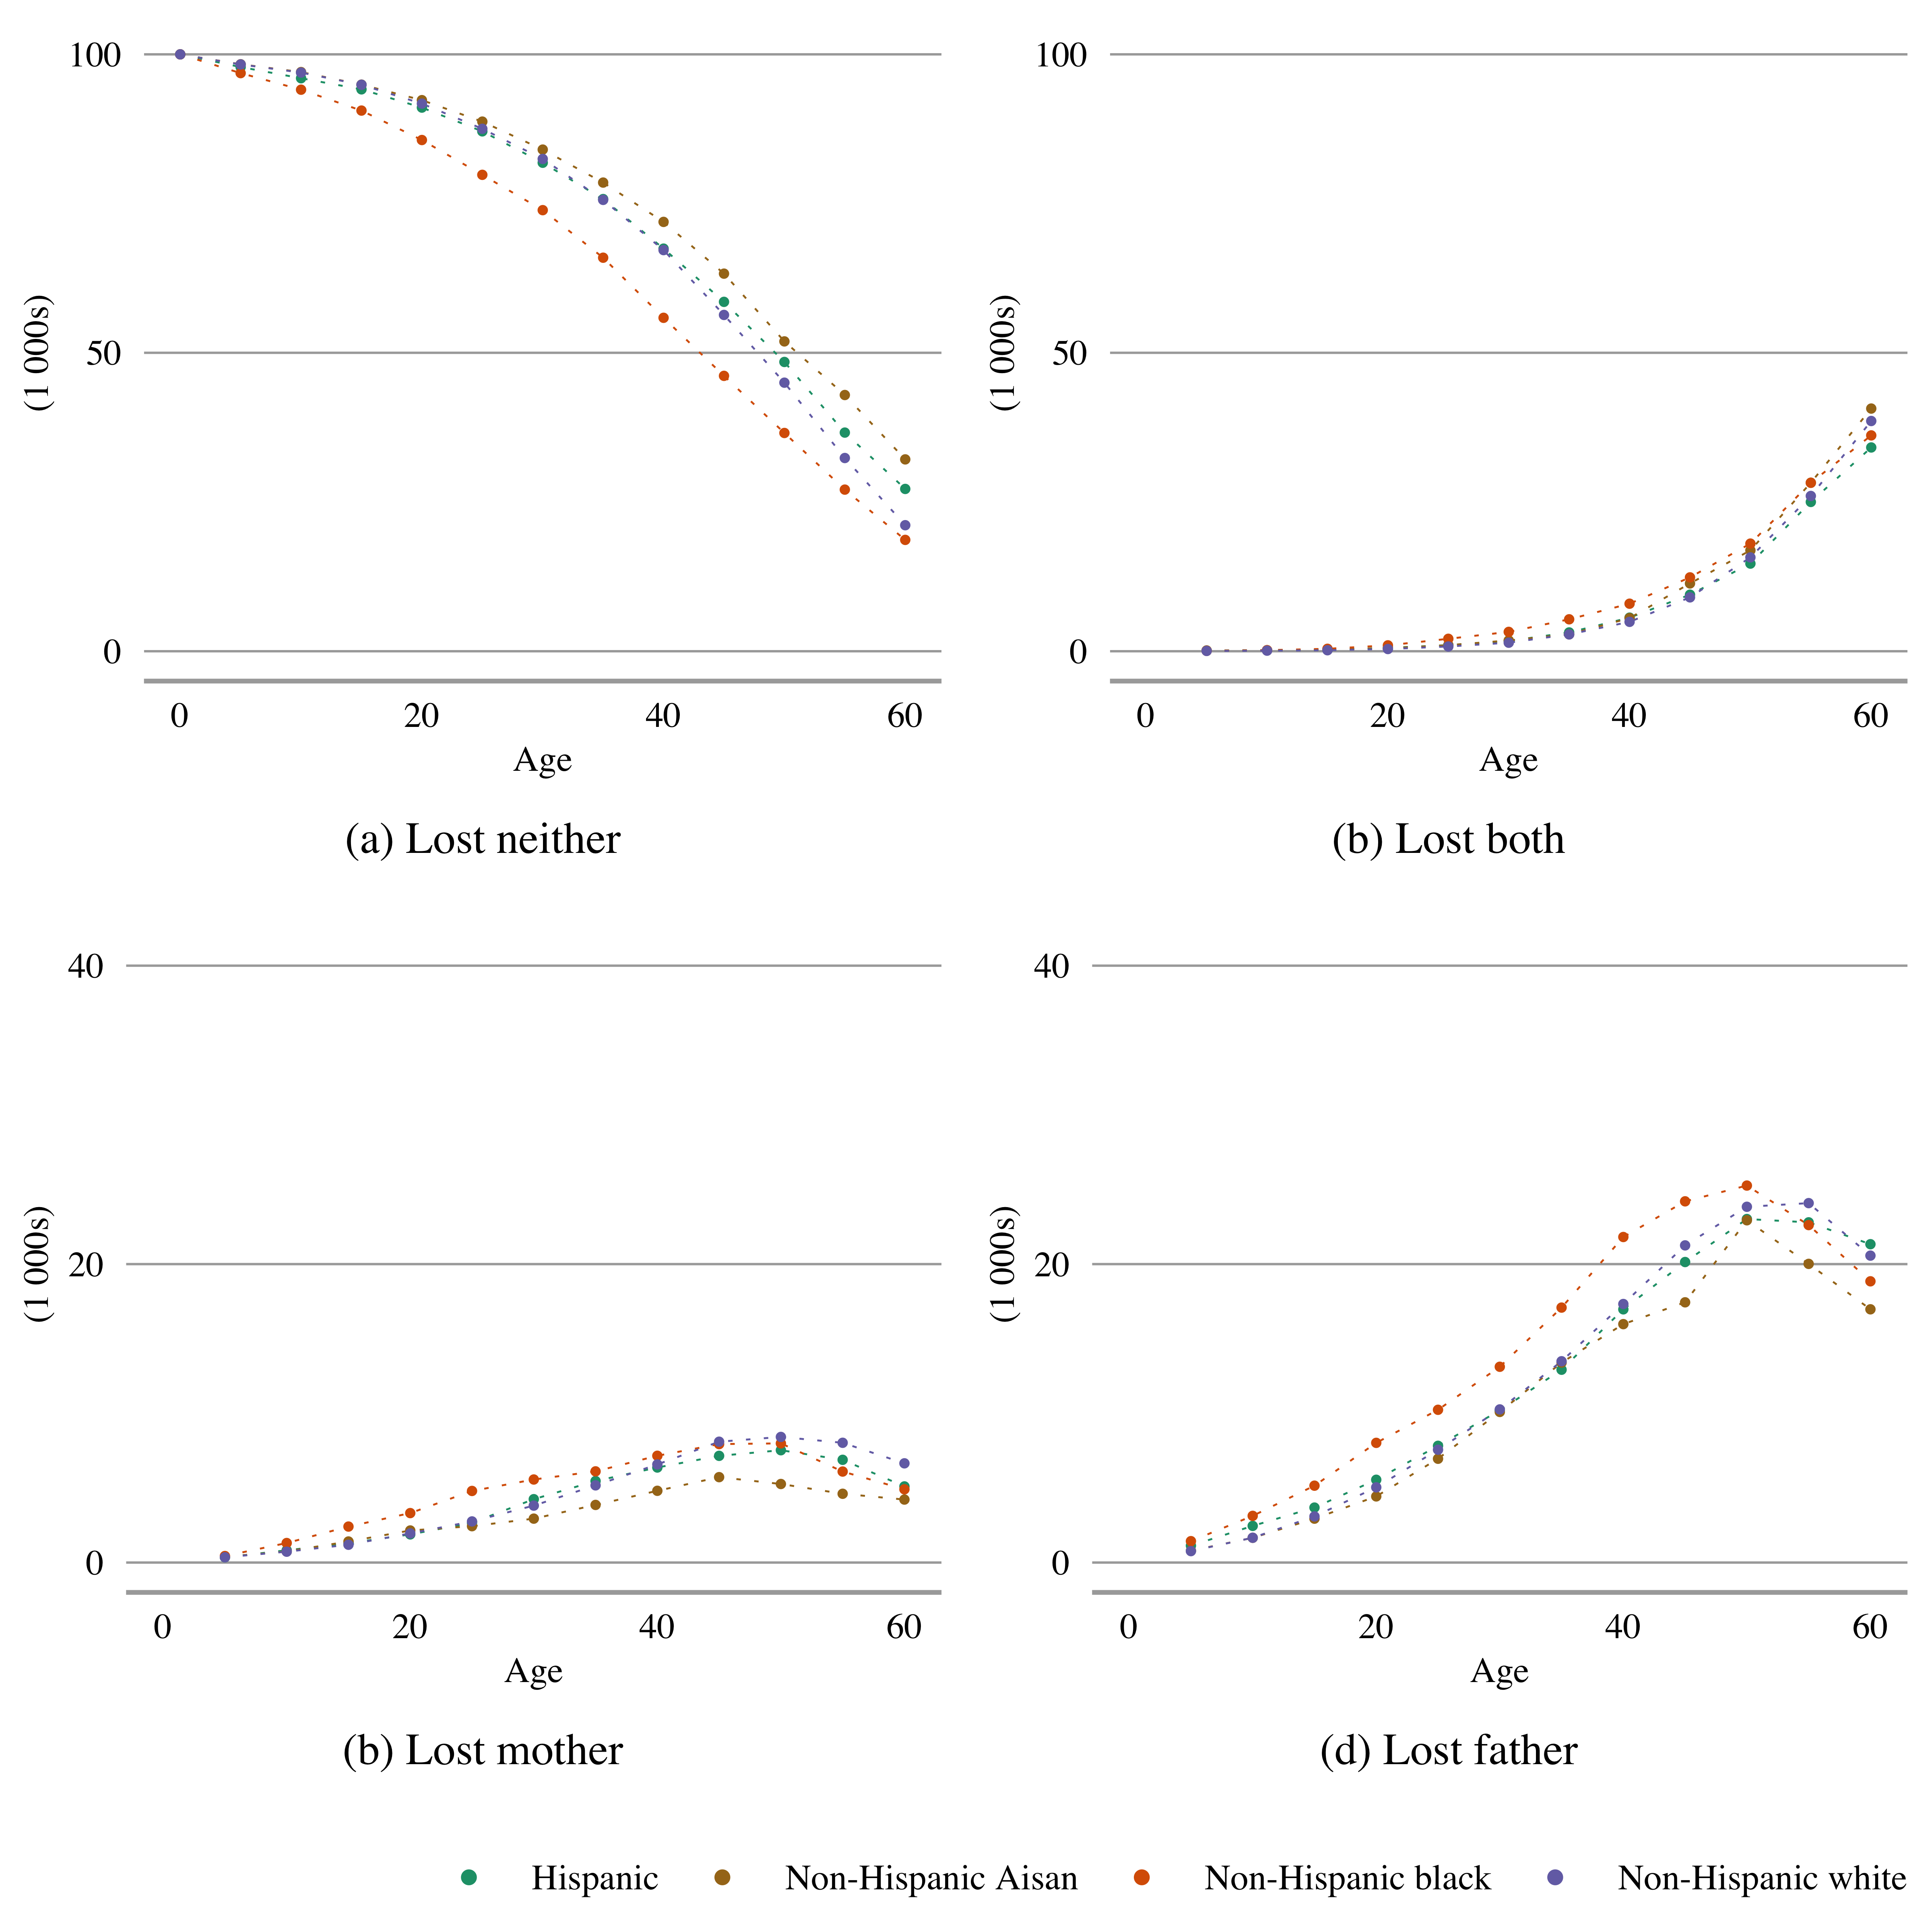 100
50
0
(1 000s)
0 20 40 60
Age
(a) Lost neither
100
50
0
(1 000s)
0 20 40 60
Age
(b) Lost both
40
20
0
(1 000s)
0 20 40 60
Age
(b) Lost mother
40
20
0
(1 000s)
0 20 40 60
Age
(d) Lost father
Hispanic Non-Hispanic Aisan Non-Hispanic black Non-Hispanic white